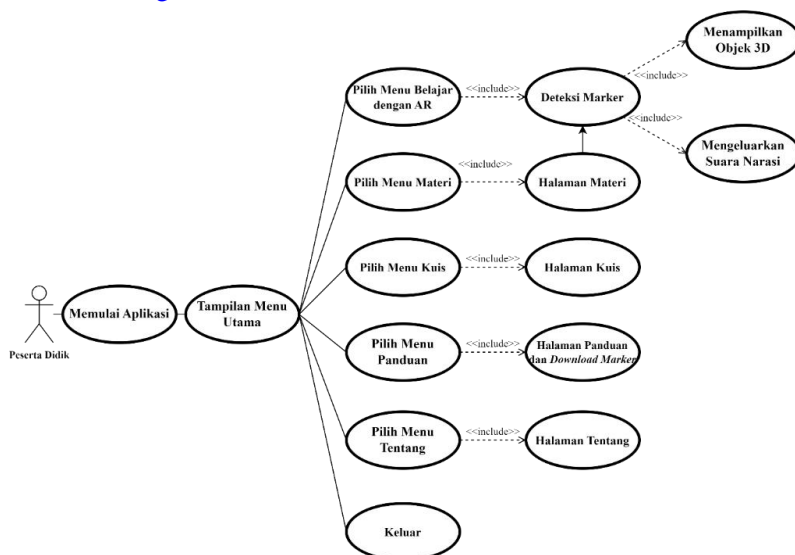 Menampilkan
Objek 3D
<<include>>
Pilih Menu Belajar
dengan AR
<<include>>
Deteksi Marker
<<include>>
Mengeluarkan
Suara Narasi
Pilih Menu Materi
<<include>>
Halaman Materi
Pilih Menu Kuis
<<include>>
Halaman Kuis
Peserta Didik
Memulai Aplikasi
Tampilan Menu
Utama
Pilih Menu
Panduan
<<include>>
Halaman Panduan
dan Download Marker
Pilih Menu
Tentang
<<include>>
Halaman Tentang
Keluar